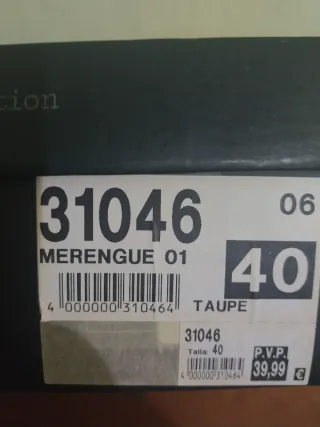 tion
31046 06
MERENGUE 01
40
4 000000 310464 TAUPE
31046
Talla: 40 P.V.P.
4 000000 310464 39,99 €